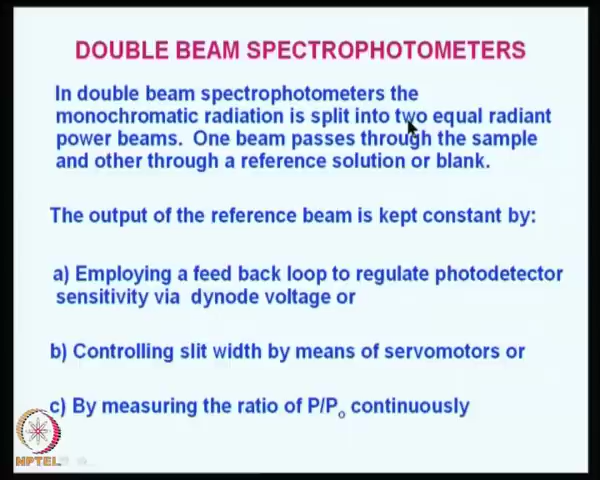 DOUBLE BEAM SPECTROPHOTOMETERS
In double beam spectrophotometers the
monochromatic radiation is split into two equal radiant
power beams. One beam passes through the sample
and other through a reference solution or blank.
The output of the reference beam is kept constant by:
a) Employing a feed back loop to regulate photodetector
sensitivity via dynode voltage or
b) Controlling slit width by means of servomotors or
c) By measuring the ratio of P/Po continuously
NPTEL